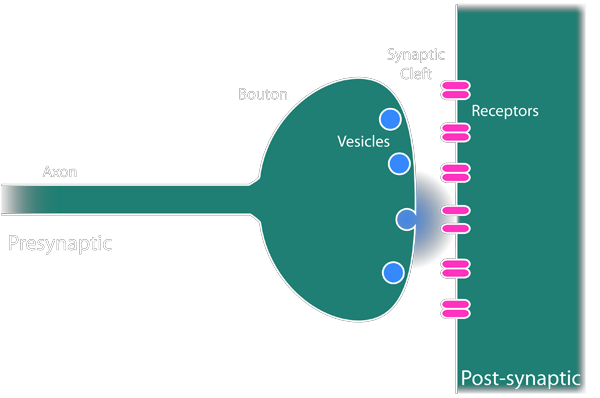 Synaptic
Cleft
Bouton
Receptors
Vesicles
Axon
Presynaptic
Post-synaptic